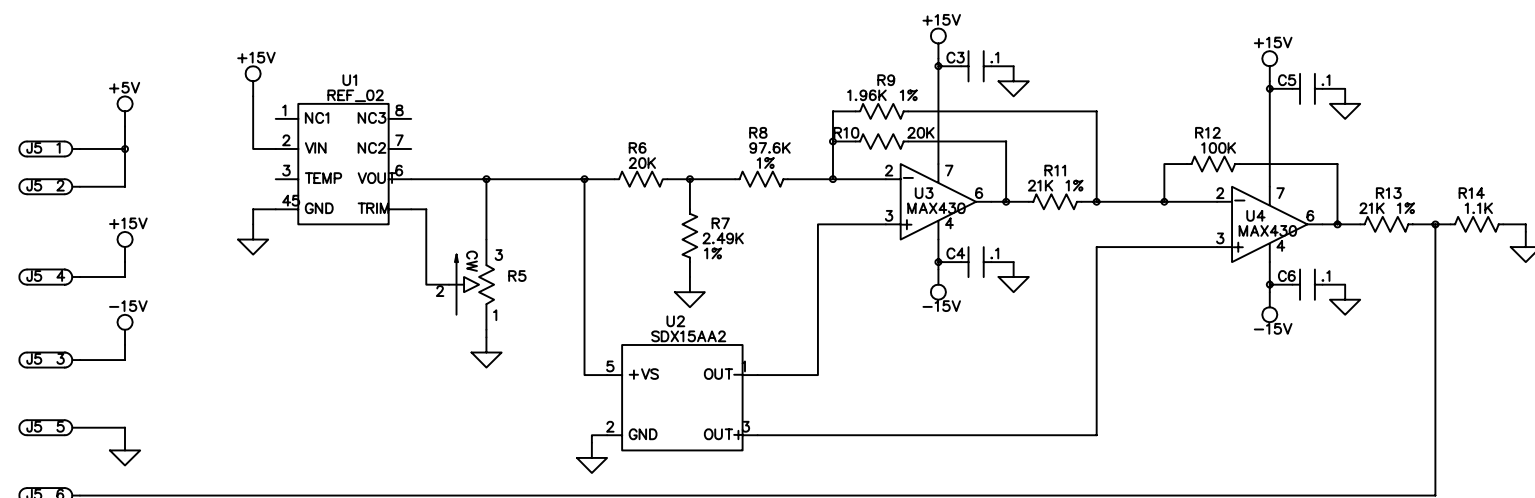 +5V
J5 1
J5 2
+15V
J5 4
-15V
J5 3
J5 5
J5 6
+15V
U1
REF_02
1 NC1 NC3 8
2 VIN NC2 7
3 TEMP VOUT 6
4 GND TRIM 5
3
CW
R5
2
1
R6
20K
R7
2.49K
1%
R8
97.6K
1%
U2
SDX15AA2
5 +VS OUT- 1
2 GND OUT+ 3
R9
1.96K 1%
R10 20K
+15V
C3 .1
2 - 7
U3
MAX430 6
3 + 4
C4 .1
-15V
R11
21K 1%
R12
100K
+15V
C5 .1
2 - 7
U4
MAX430 6
3 + 4
C6 .1
-15V
R13
21K 1%
R14
1.1K